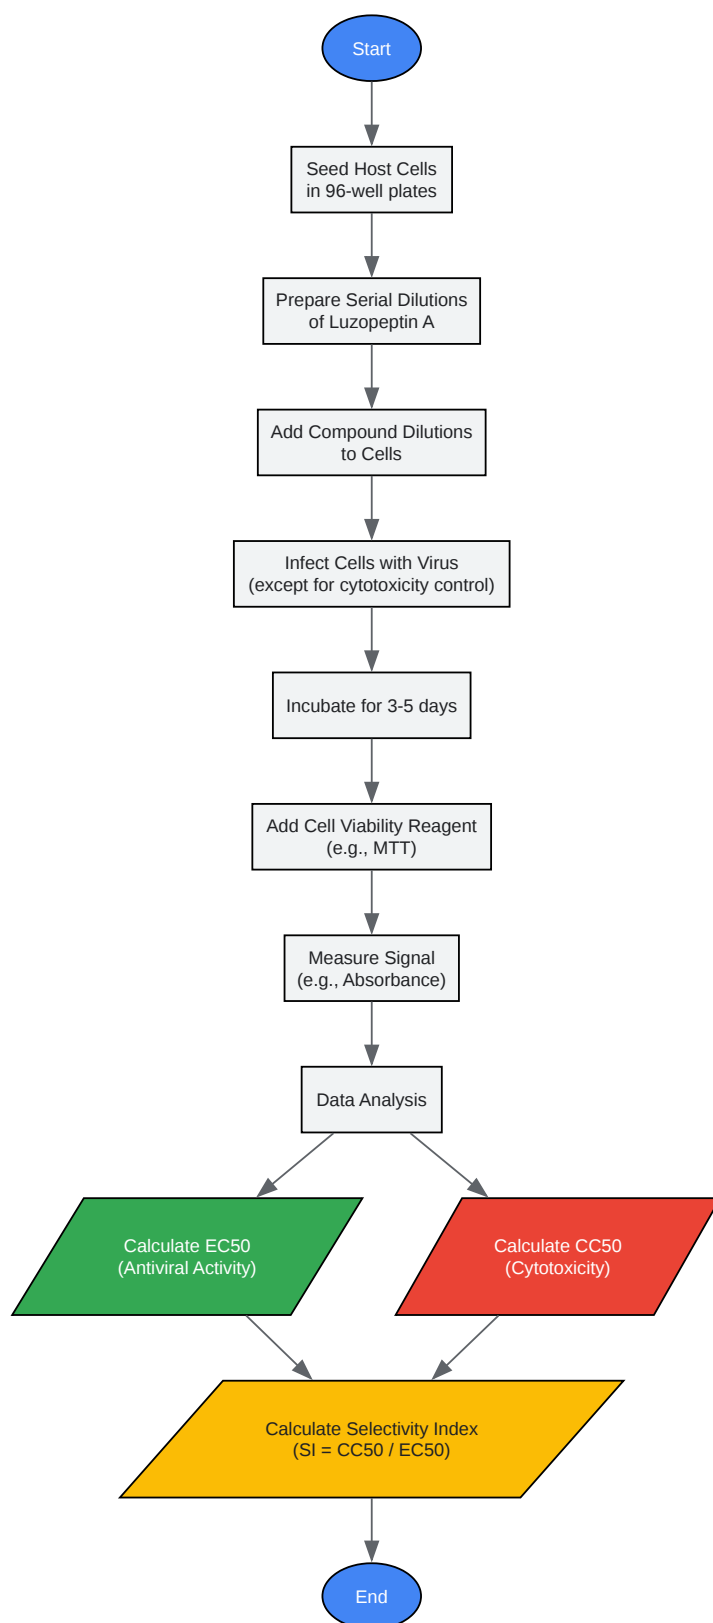 Start
Seed Host Cells
in 96-well plates
Prepare Serial Dilutions
of Luzopeptin A
Add Compound Dilutions
to Cells
Infect Cells with Virus
(except for cytotoxicity control)
Incubate for 3-5 days
Add Cell Viability Reagent
(e.g., MTT)
Measure Signal
(e.g., Absorbance)
Data Analysis
Calculate EC50
(Antiviral Activity)
Calculate CC50
(Cytotoxicity)
Calculate Selectivity Index
(SI = CC50 / EC50)
End